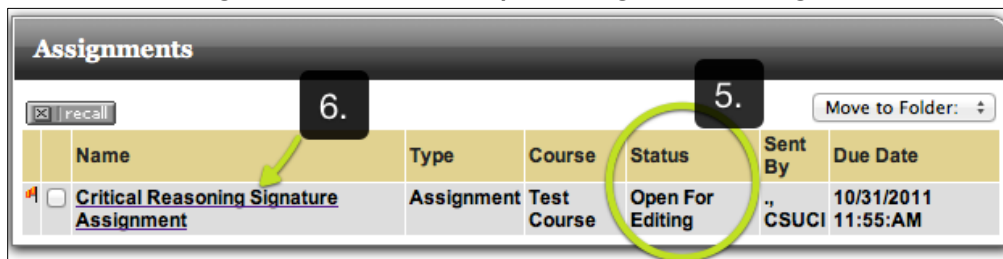 Assignments
recall
6.
5.
Move to Folder:
Name Type Course Status Sent By Due Date
Critical Reasoning Signature Assignment Test Open For ., 10/31/2011
Assignment Course Editing CSUCI 11:55:AM